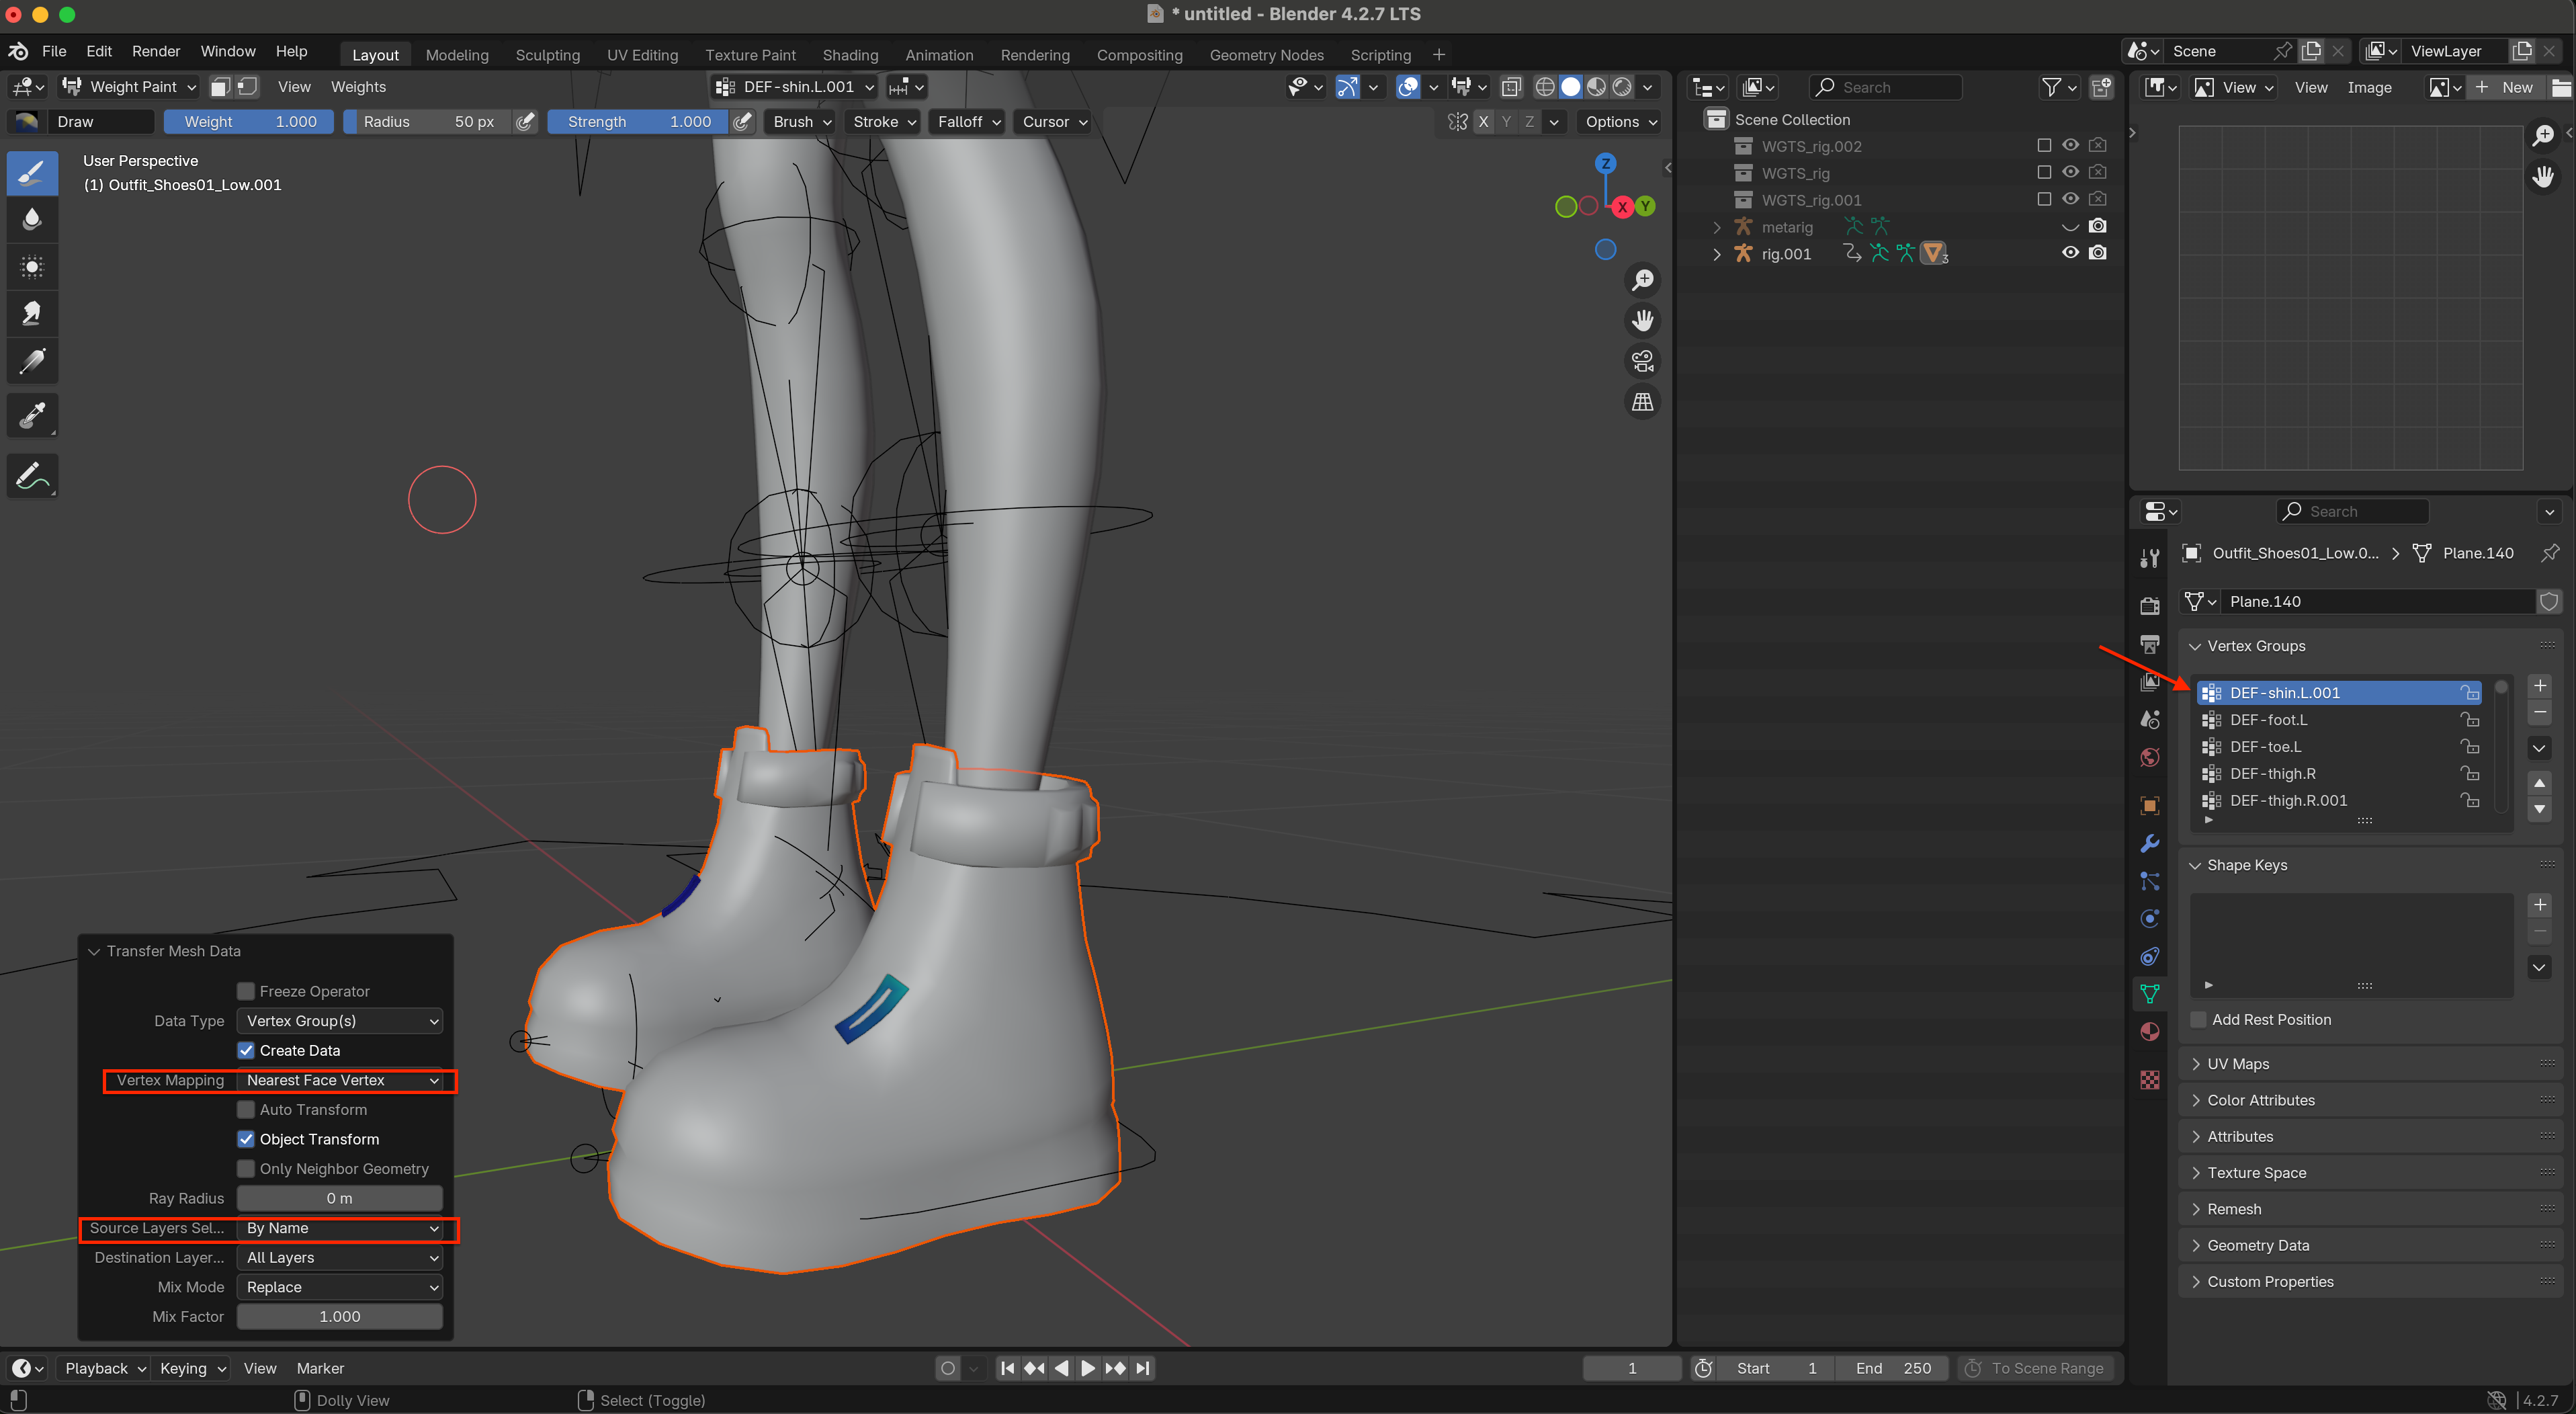 * untitled - Blender 4.2.7 LTS
File Edit Render Window Help Layout Modeling Sculpting UV Editing Texture Paint Shading Animation Rendering Compositing Geometry Nodes Scripting + Scene ViewLayer
Weight Paint View Weights DEF-shin.L.001 Search View View Image New
Draw Weight 1.000 Radius 50 px Strength 1.000 Brush Stroke Falloff Cursor X Y Z Options
User Perspective
(1) Outfit_Shoes01_Low.001
Z
X
Y
Scene Collection
WGTS_rig.002
WGTS_rig
WGTS_rig.001
metarig
rig.001 3
Search
Outfit_Shoes01_Low.0... Plane.140
Plane.140
Vertex Groups
DEF-shin.L.001
DEF-foot.L
DEF-toe.L
DEF-thigh.R
DEF-thigh.R.001
Shape Keys
Add Rest Position
UV Maps
Color Attributes
Attributes
Texture Space
Remesh
Geometry Data
Custom Properties
Transfer Mesh Data
Freeze Operator
Data Type Vertex Group(s)
Create Data
Vertex Mapping Nearest Face Vertex
Auto Transform
Object Transform
Only Neighbor Geometry
Ray Radius 0 m
Source Layers Sel... By Name
Destination Layer... All Layers
Mix Mode Replace
Mix Factor 1.000
Playback Keying View Marker 1 Start 1 End 250 To Scene Range
Dolly View Select (Toggle) 4.2.7